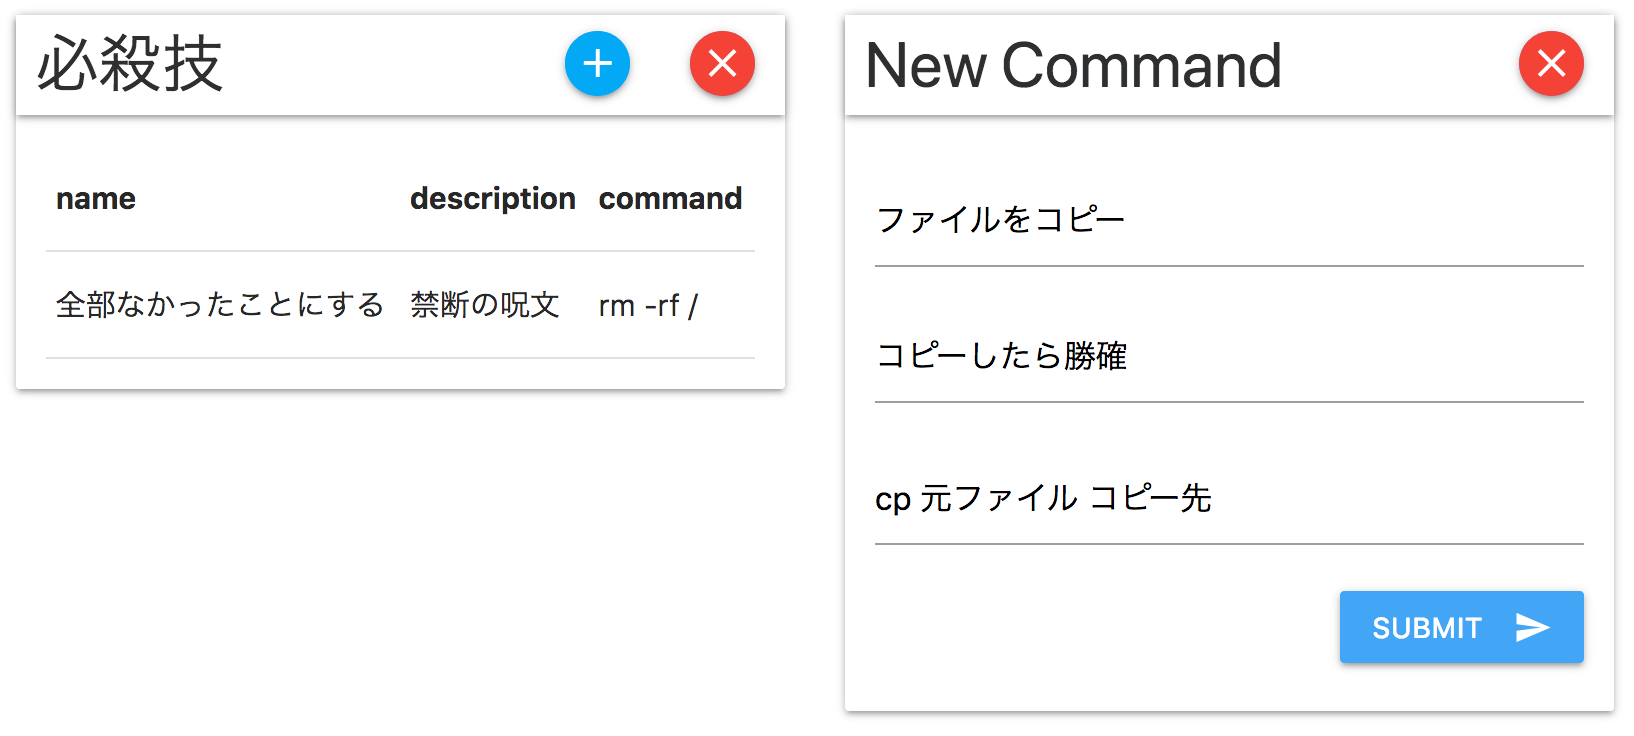 必殺技
name description command
全部なかったことにする 禁断の呪文 rm -rf /
New Command
ファイルをコピー
コピーしたら勝確
cp 元ファイル コピー先
SUBMIT